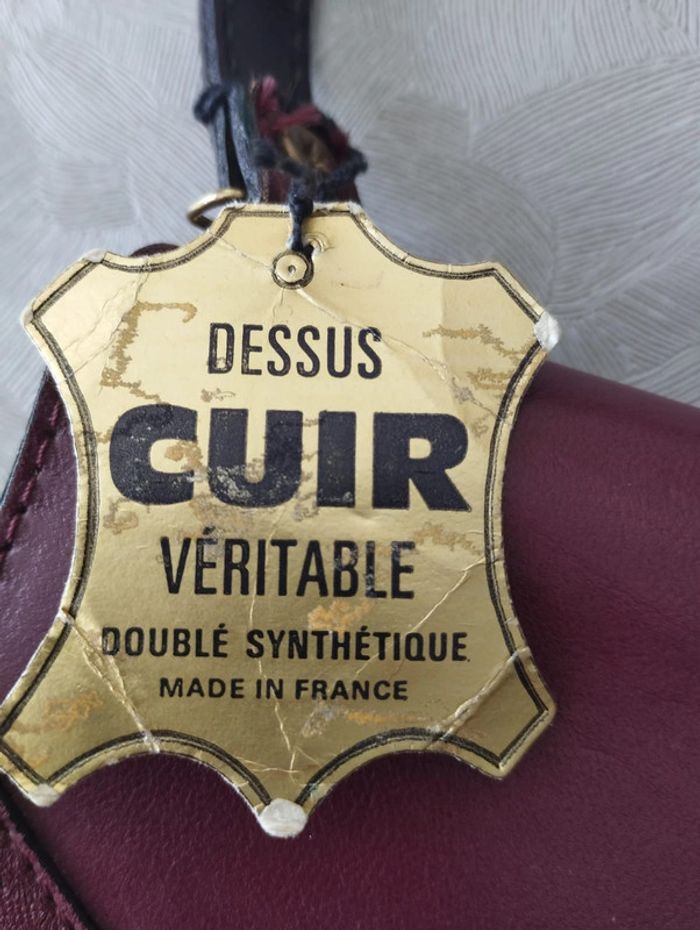 DESSUS
CUIR
VÉRITABLE
DOUBLÉ SYNTHÉTIQUE
MADE IN FRANCE